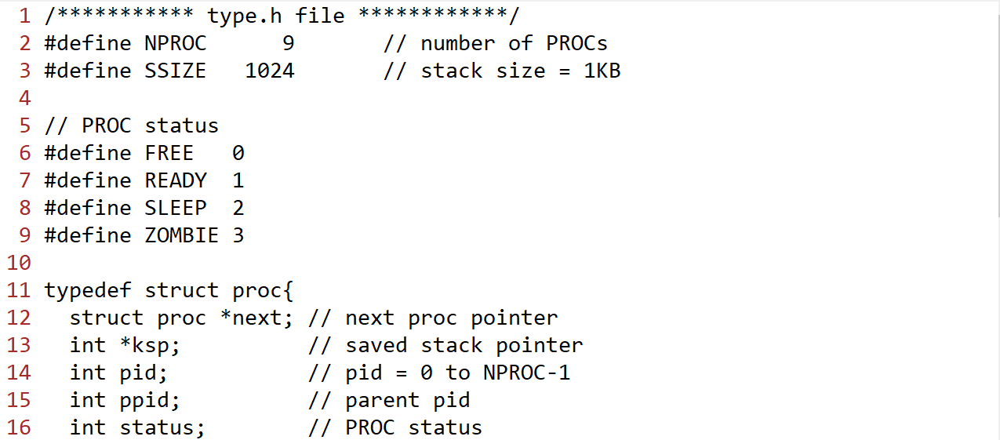 1 /*********** type.h file ************/
2 #define NPROC      9       // number of PROCs
3 #define SSIZE   1024       // stack size = 1KB
4
5 // PROC status
6 #define FREE   0
7 #define READY  1
8 #define SLEEP  2
9 #define ZOMBIE 3
10
11 typedef struct proc{
12   struct proc *next; // next proc pointer
13   int *ksp;          // saved stack pointer
14   int pid;           // pid = 0 to NPROC-1
15   int ppid;          // parent pid
16   int status;        // PROC status